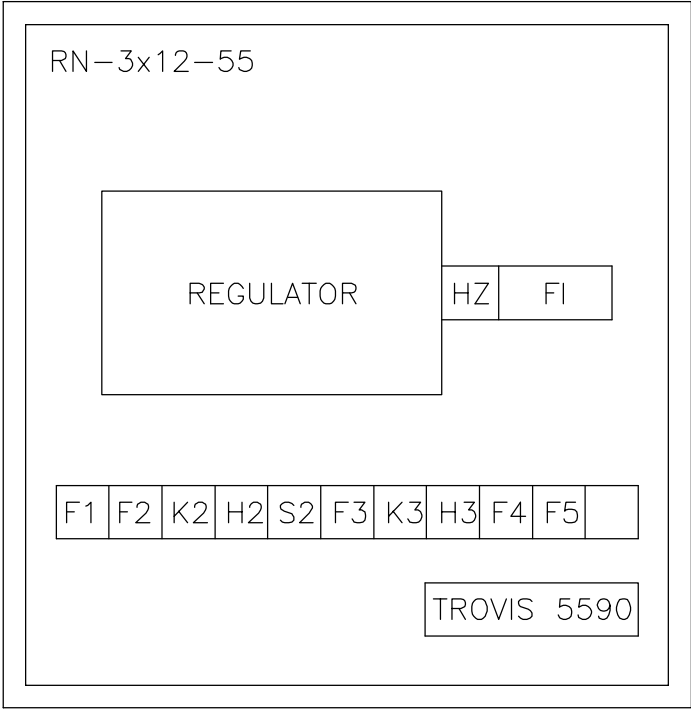 RN-3x12-55
REGULATOR HZ FI
F1 F2 K2 H2 S2 F3 K3 H3 F4 F5
TROVIS 5590